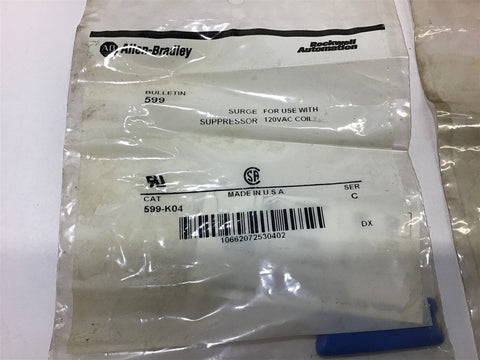 AB Allen-Bradley
Rockwell
Automation
BULLETIN
599
SURGE FOR USE WITH
SUPPRESSOR 120VAC COIL
SA
CAT MADE IN U.S.A SER
599-K04 C
DX
10662072530402